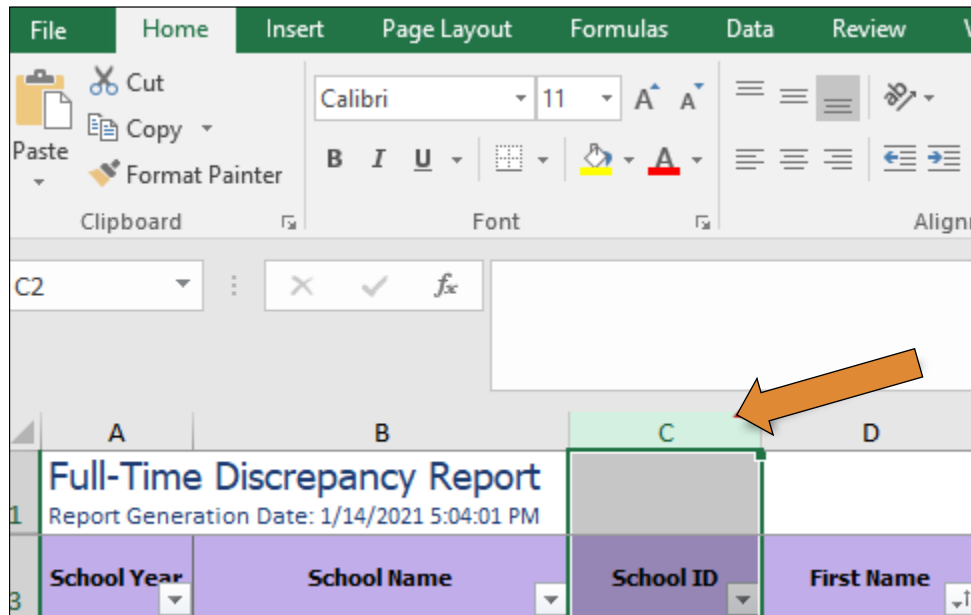 File Home Insert Page Layout Formulas Data Review
Cut
Calibri 11 A A
Copy
Paste
B I U A
Format Painter
Clipboard Font
C2 fx
A B C D
Full-Time Discrepancy Report
1 Report Generation Date: 1/14/2021 5:04:01 PM
School Year School Name School ID First Name
3